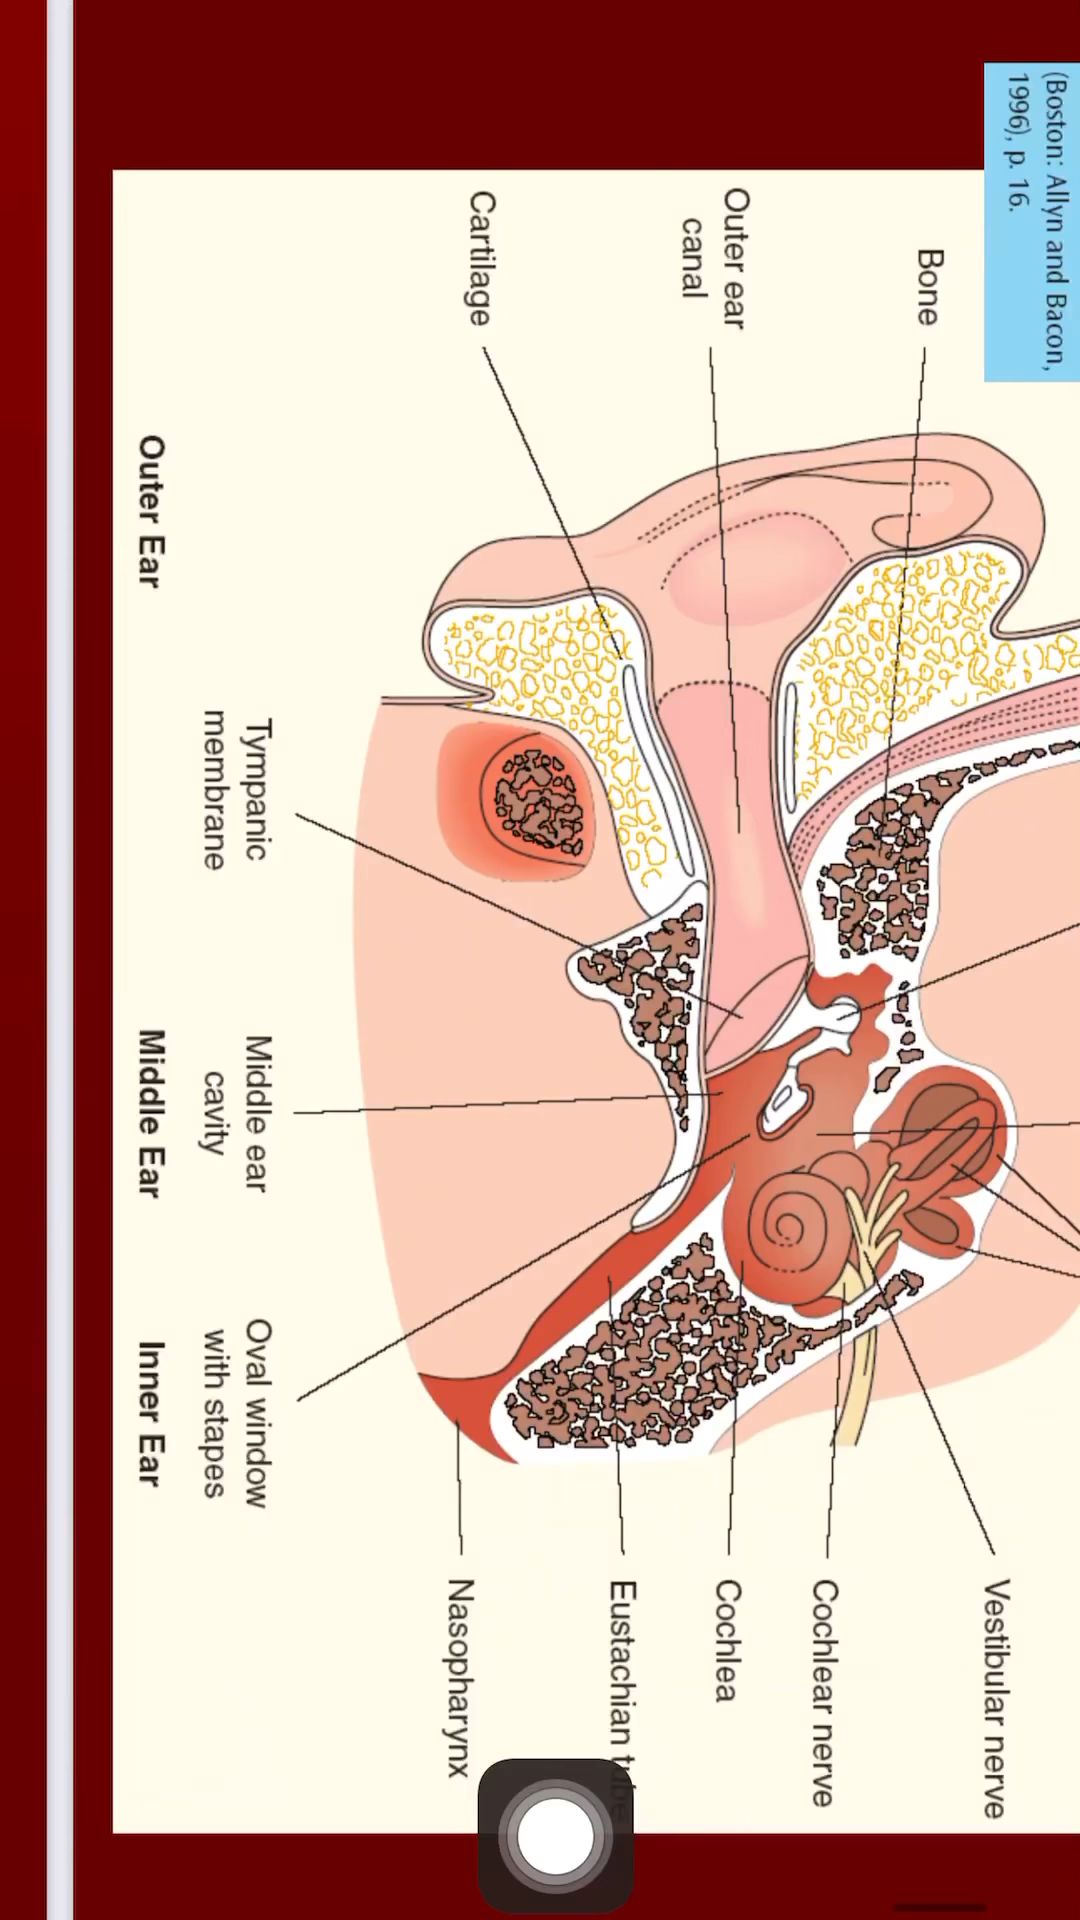 (Boston: Allyn and Bacon,
1996), p. 16.
Bone
Outer ear
canal
Cartilage
Vestibular nerve
Cochlear nerve
Cochlea
Eustachian tube
Nasopharynx
Tympanic
membrane
Middle ear
cavity
Oval window
with stapes
Outer Ear
Middle Ear
Inner Ear